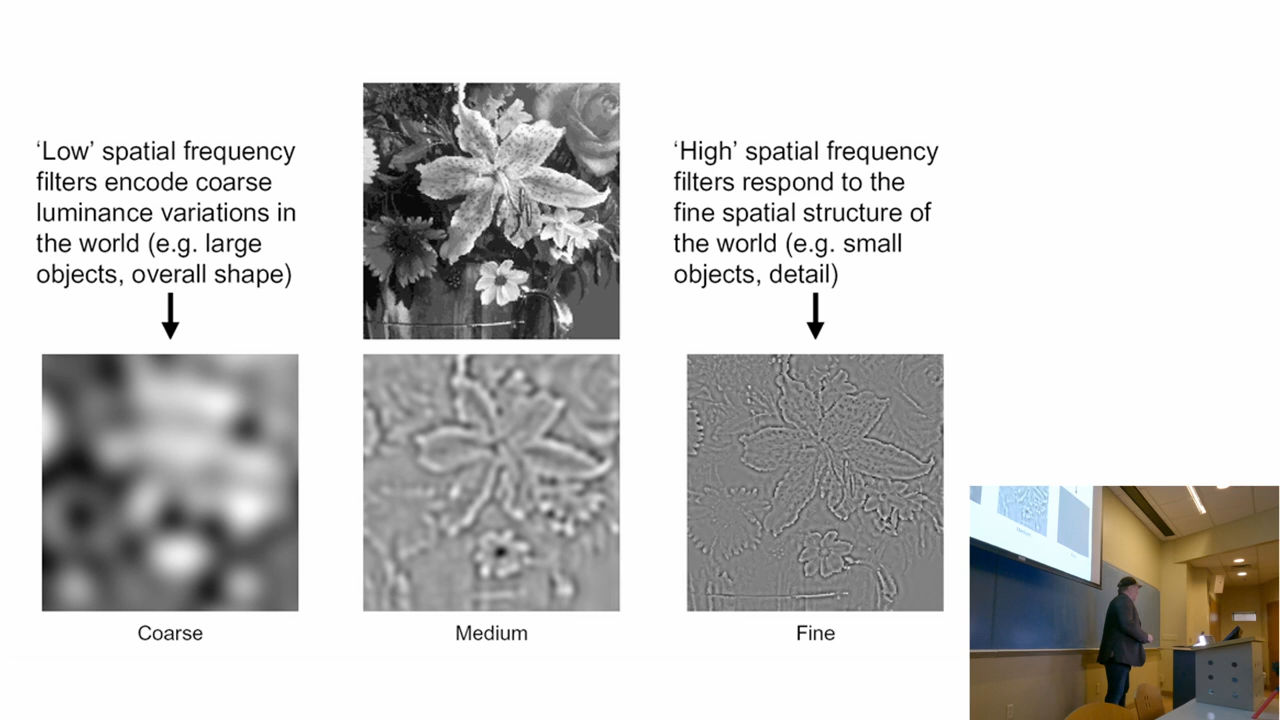 ‘Low’ spatial frequency
filters encode coarse
luminance variations in
the world (e.g. large
objects, overall shape)
‘High’ spatial frequency
filters respond to the
fine spatial structure of
the world (e.g. small
objects, detail)
Coarse
Medium
Fine